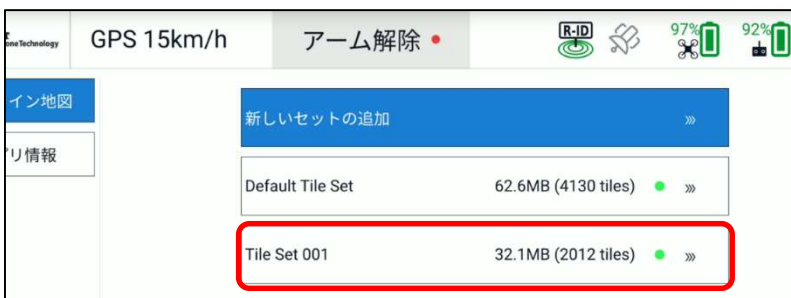 one Technology
GPS 15km/h
アーム解除
R-ID
97%
92%
イン地図
新しいセットの追加
リ情報
Default Tile Set 62.6MB (4130 tiles)
Tile Set 001 32.1MB (2012 tiles)